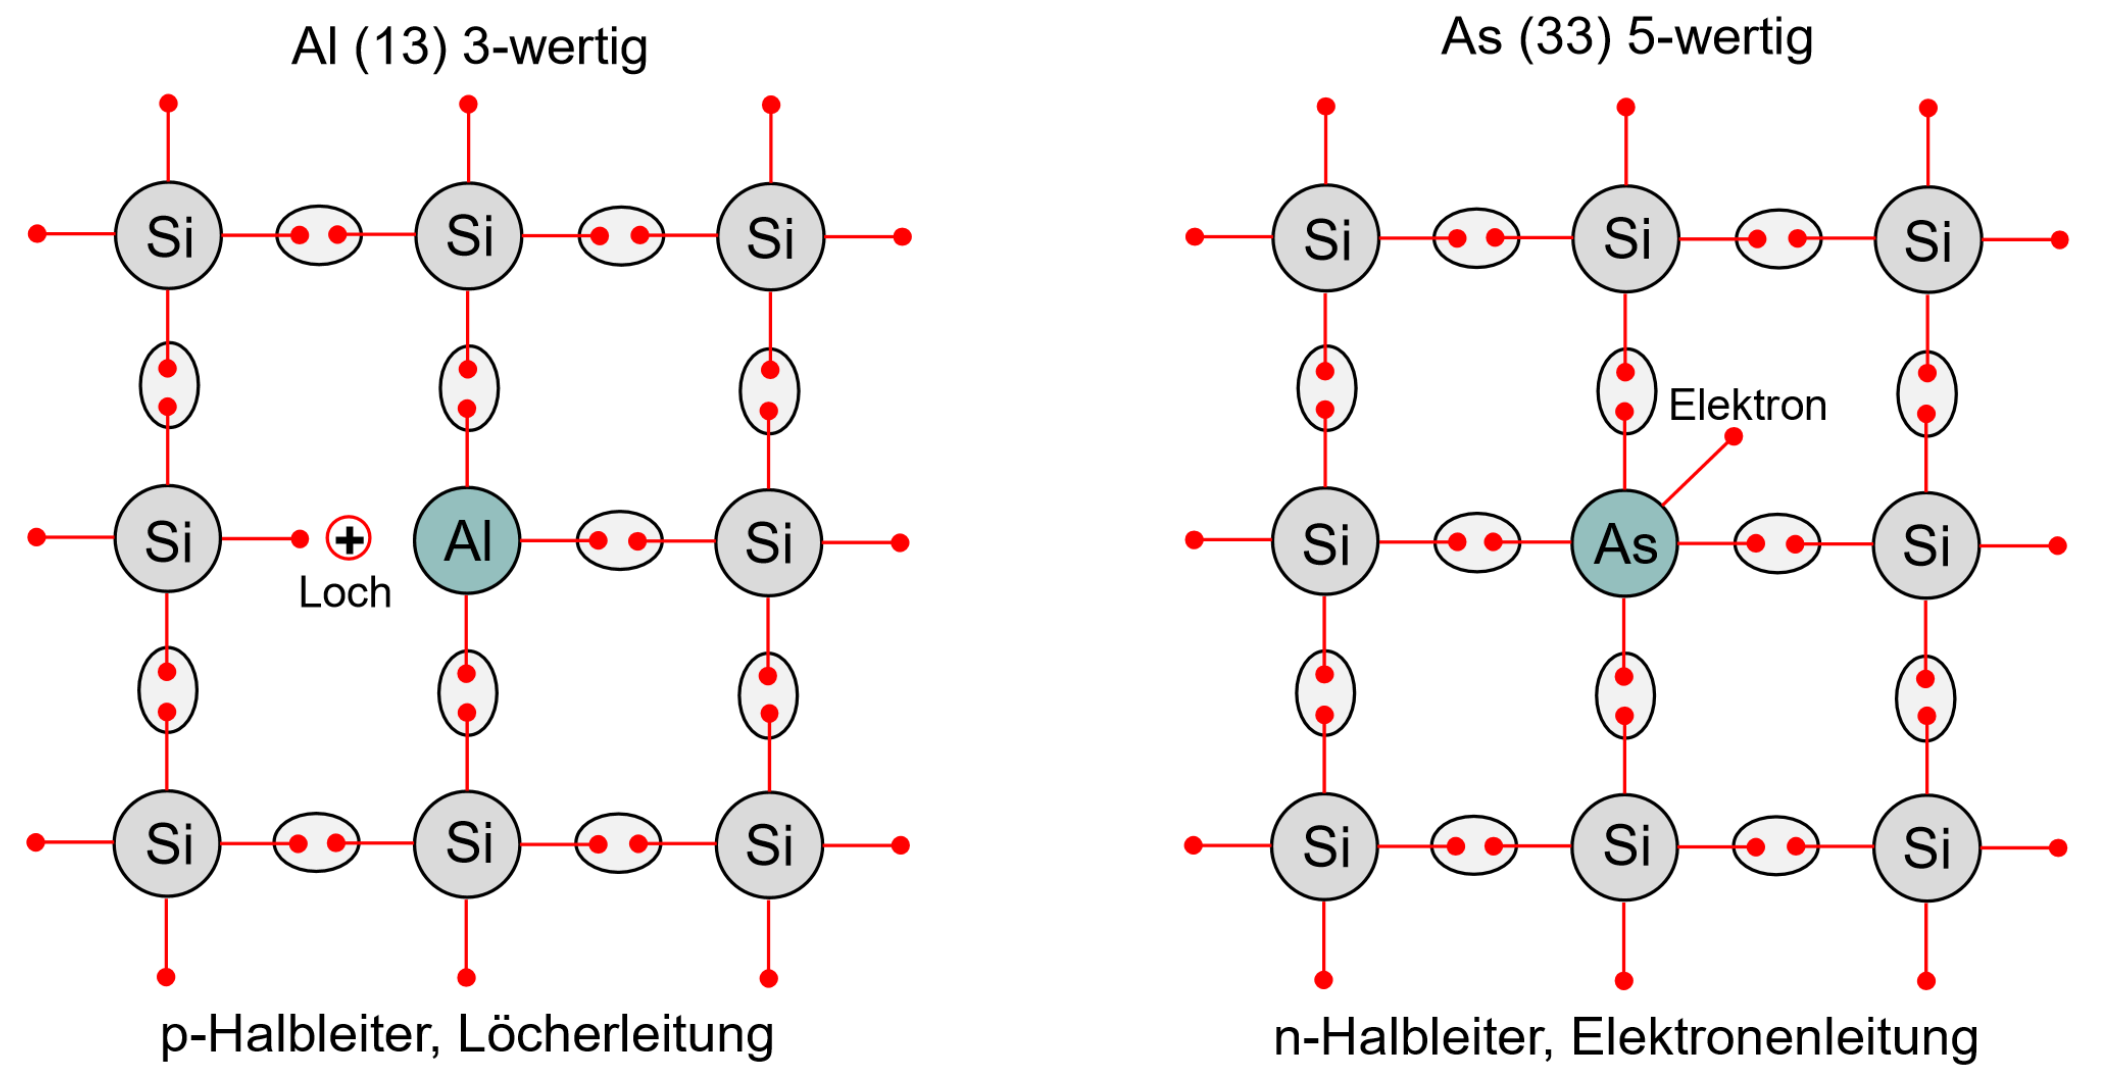 Al (13) 3-wertig
Si Si Si
Si + Al Si
Loch
Si Si Si
p-Halbleiter, Löcherleitung
As (33) 5-wertig
Si Si Si
Elektron
Si As Si
Si Si Si
n-Halbleiter, Elektronenleitung